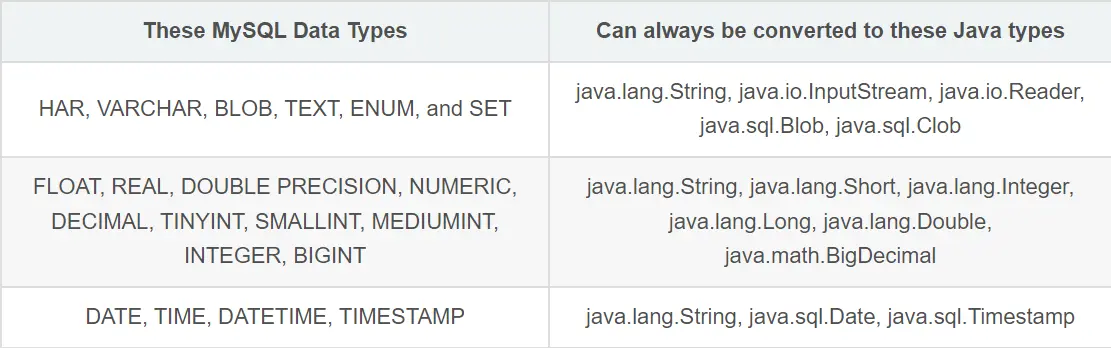 These MySQL Data Types
Can always be converted to these Java types
HAR, VARCHAR, BLOB, TEXT, ENUM, and SET
java.lang.String, java.io.InputStream, java.io.Reader,
java.sql.Blob, java.sql.Clob
FLOAT, REAL, DOUBLE PRECISION, NUMERIC,
DECIMAL, TINYINT, SMALLINT, MEDIUMINT,
INTEGER, BIGINT
java.lang.String, java.lang.Short, java.lang.Integer,
java.lang.Long, java.lang.Double,
java.math.BigDecimal
DATE, TIME, DATETIME, TIMESTAMP
java.lang.String, java.sql.Date, java.sql.Timestamp